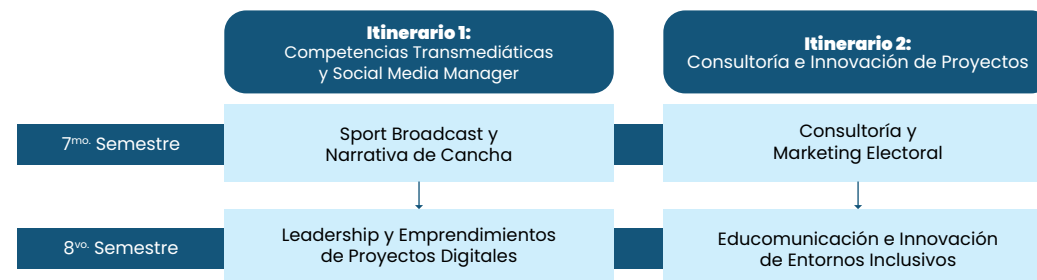 Itinerario 1:
Competencias Transmediáticas
y Social Media Manager
Itinerario 2:
Consultoría e Innovación de Proyectos
7mo. Semestre
Sport Broadcast y
Narrativa de Cancha
Consultoría y
Marketing Electoral
8vo. Semestre
Leadership y Emprendimientos
de Proyectos Digitales
Educomunicación e Innovación
de Entornos Inclusivos